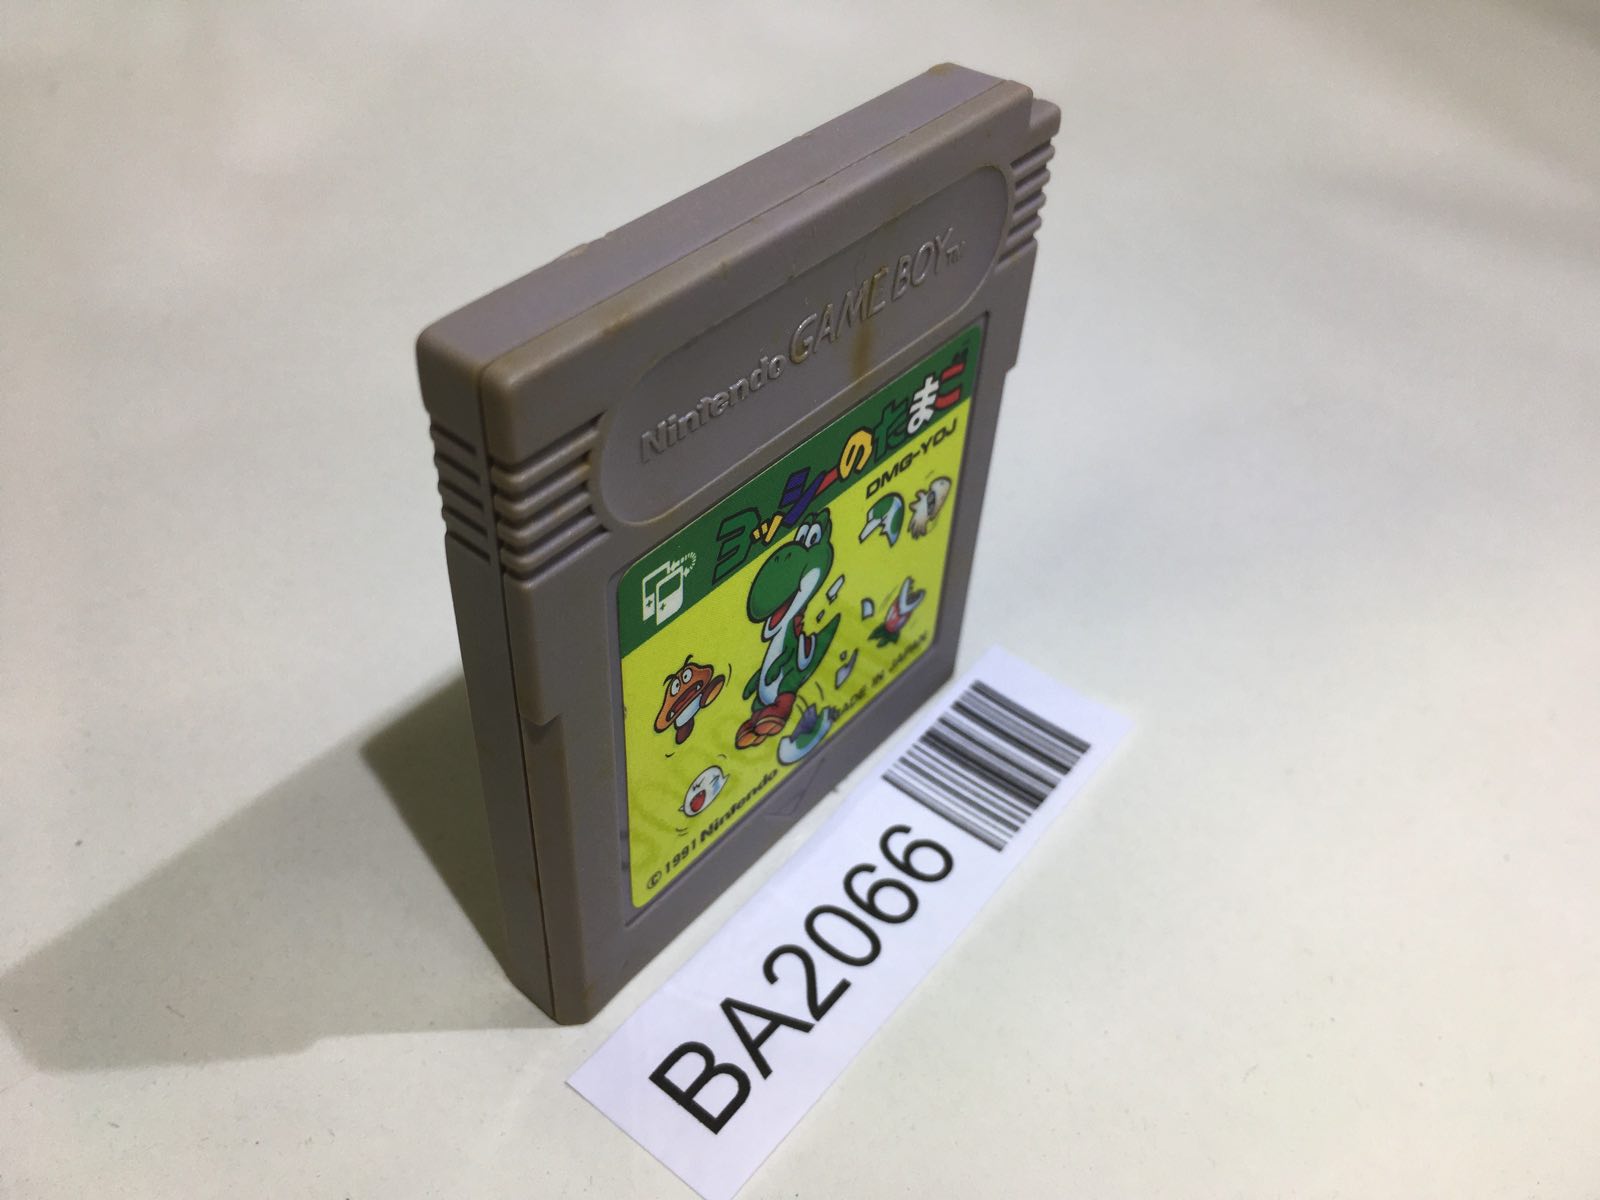 Nintendo GAME BOY TM
ヨッシーのたまご
DMG-YOJ
MADE IN JAPAN
©1991 Nintendo
BA2066